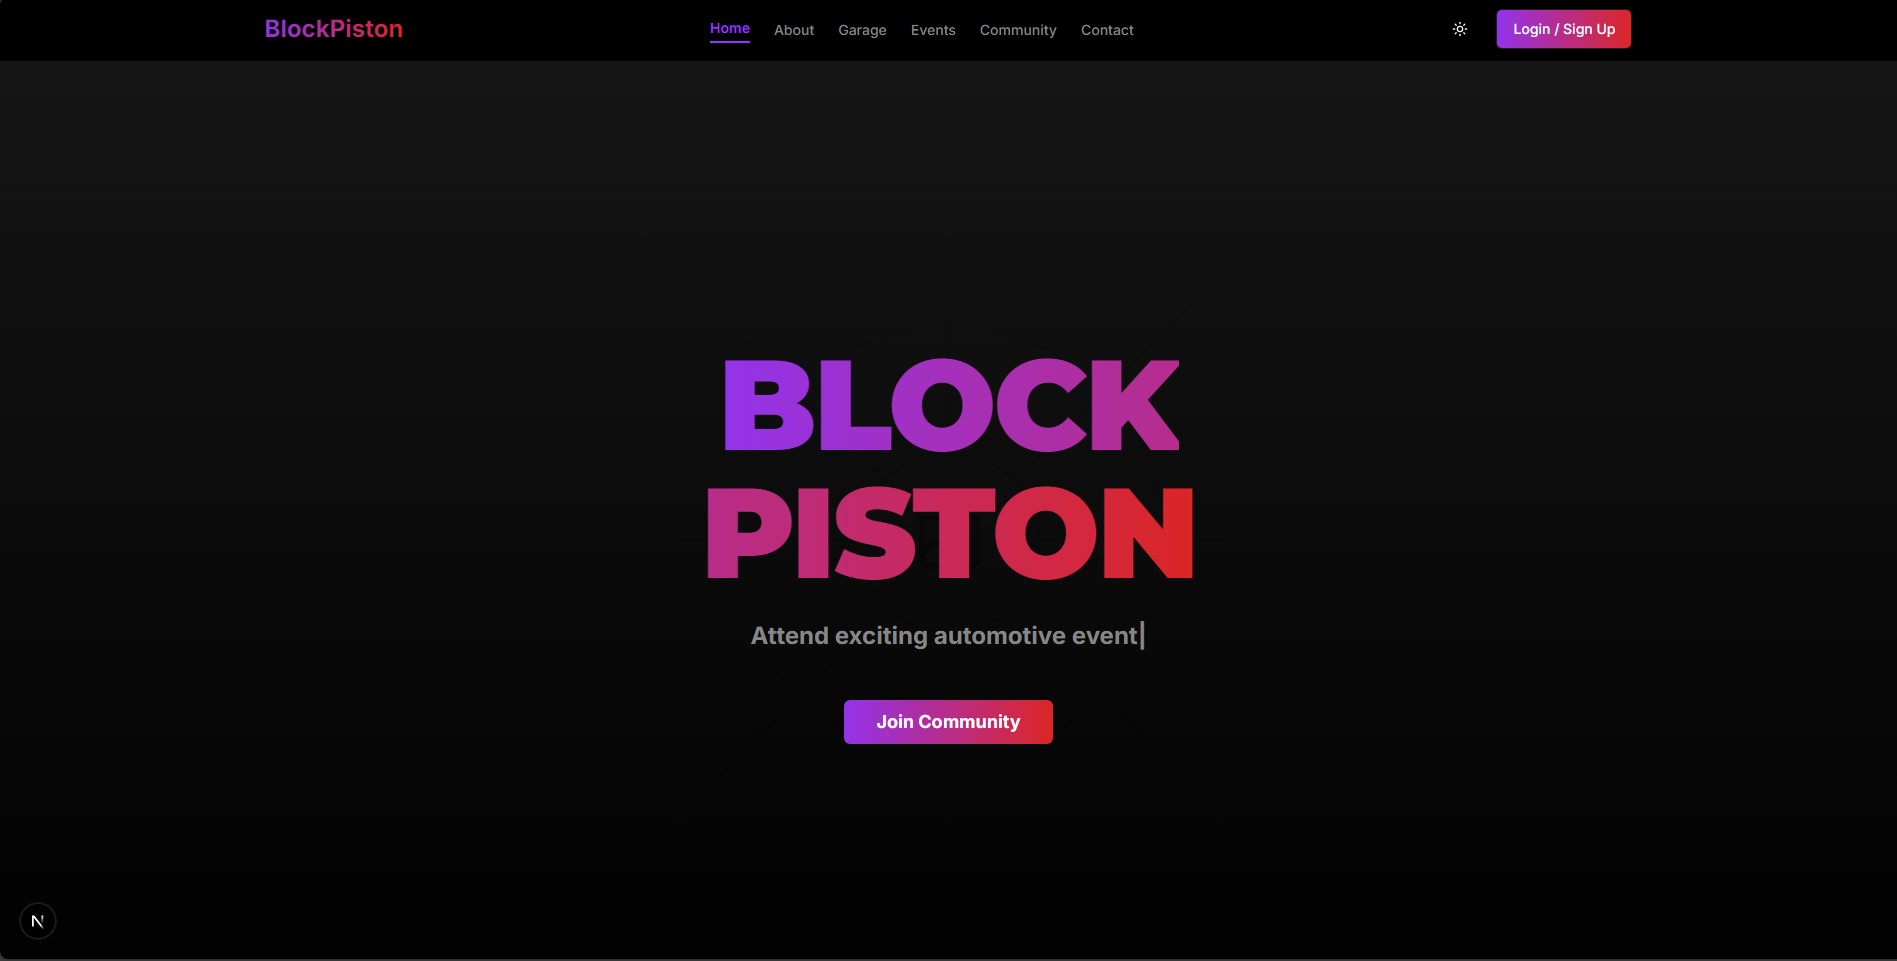 BlockPiston
Home About Garage Events Community Contact
Login / Sign Up
BLOCK
PISTON
Attend exciting automotive event|
Join Community
N